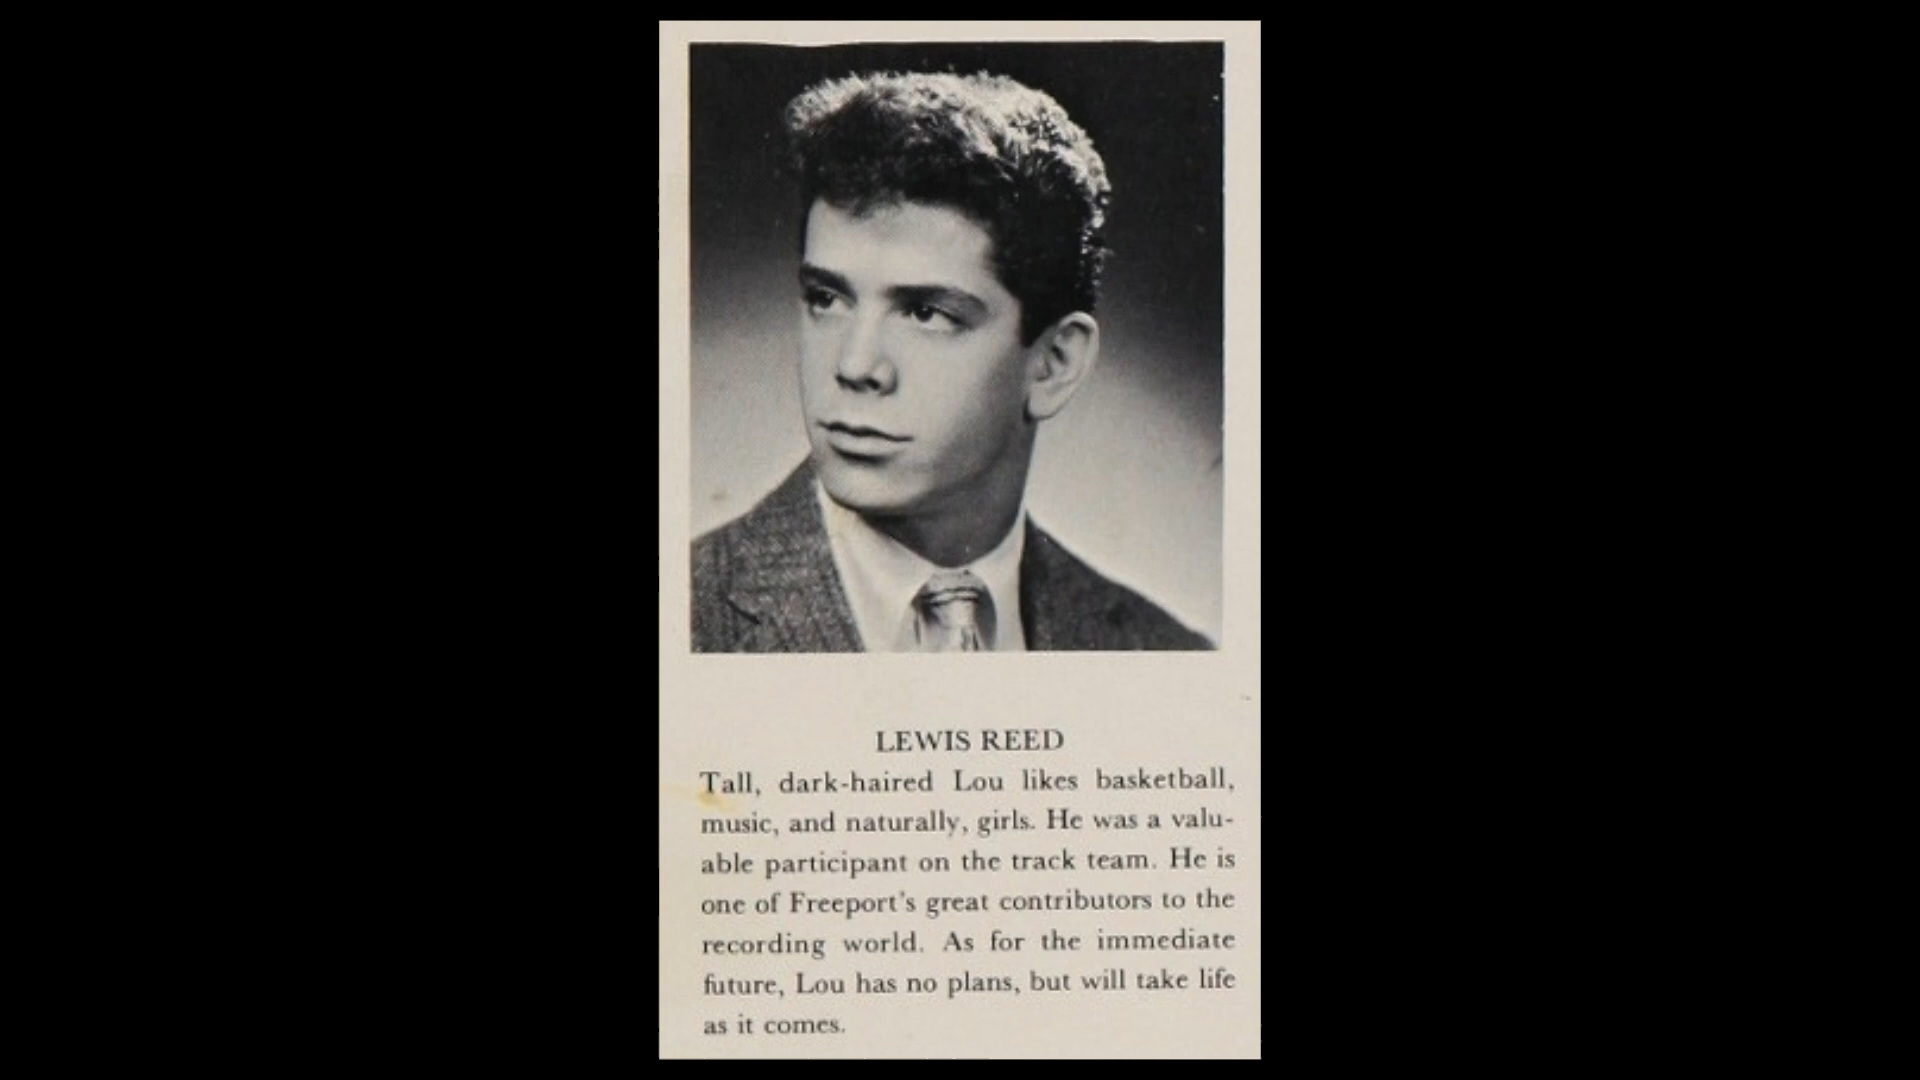 LEWIS REED
Tall, dark-haired Lou likes basketball,
music, and naturally, girls. He was a valu-
able participant on the track team. He is
one of Freeport's great contributors to the
recording world. As for the immediate
future, Lou has no plans, but will take life
as it comes.